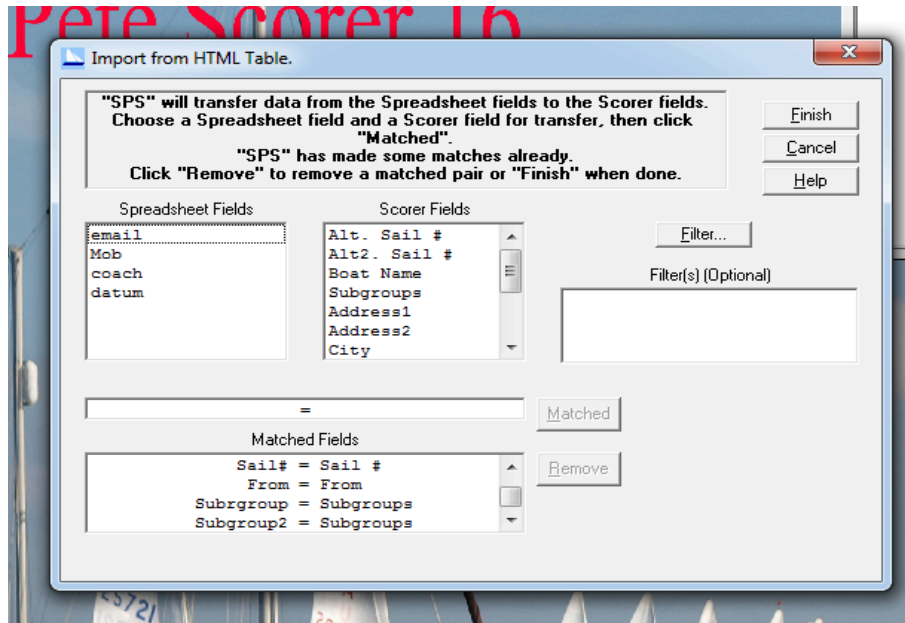 Pete Scorer 16
Import from HTML Table.
"SPS" will transfer data from the Spreadsheet fields to the Scorer fields.
Choose a Spreadsheet field and a Scorer field for transfer, then click
"Matched".
"SPS" has made some matches already.
Click "Remove" to remove a matched pair or "Finish" when done.
Finish
Cancel
Help
Spreadsheet Fields
email
Mob
coach
datum
Scorer Fields
Alt. Sail #
Alt2. Sail #
Boat Name
Subgroups
Address1
Address2
City
Filter...
Filter(s) (Optional)
=
Matched
Matched Fields
Sail# = Sail #
From = From
Subrgroup = Subgroups
Subgroup2 = Subgroups
Remove